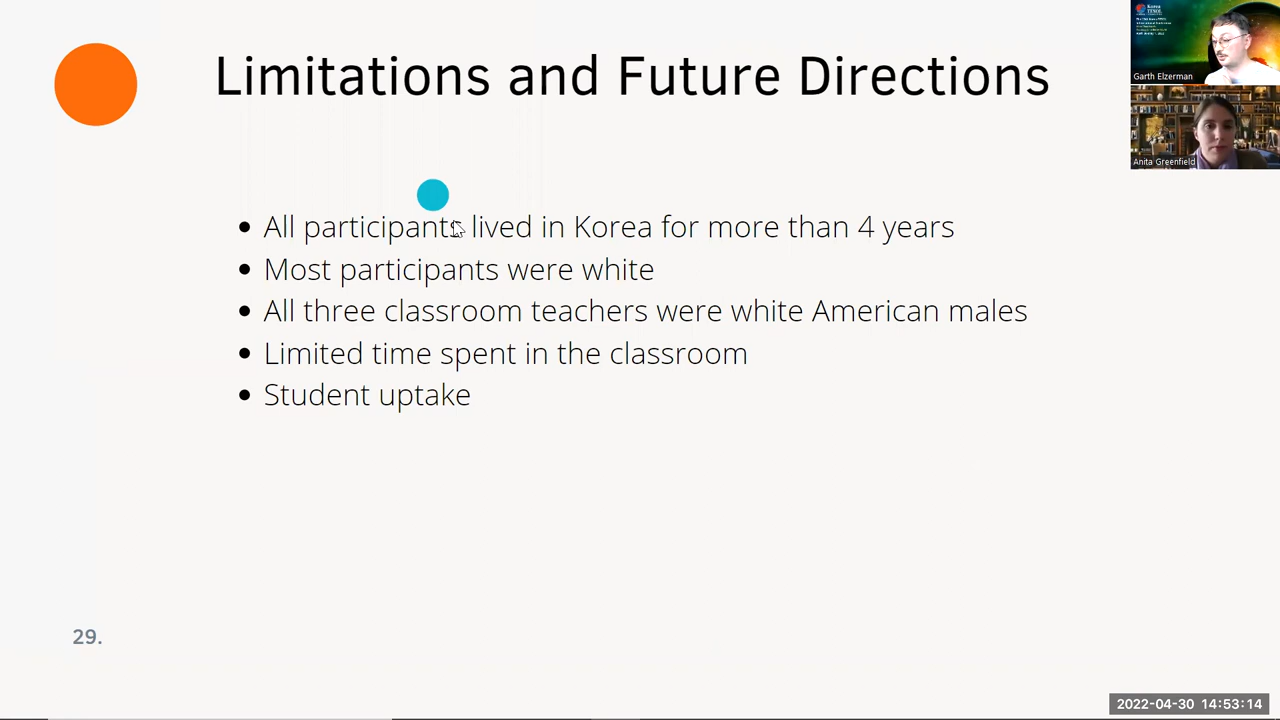 Limitations and Future Directions
All participants lived in Korea for more than 4 years
Most participants were white
All three classroom teachers were white American males
Limited time spent in the classroom
Student uptake
29.
Korea
TESOL
Garth Elzerman
Anita Greenfield
2022-04-30 14:53:14